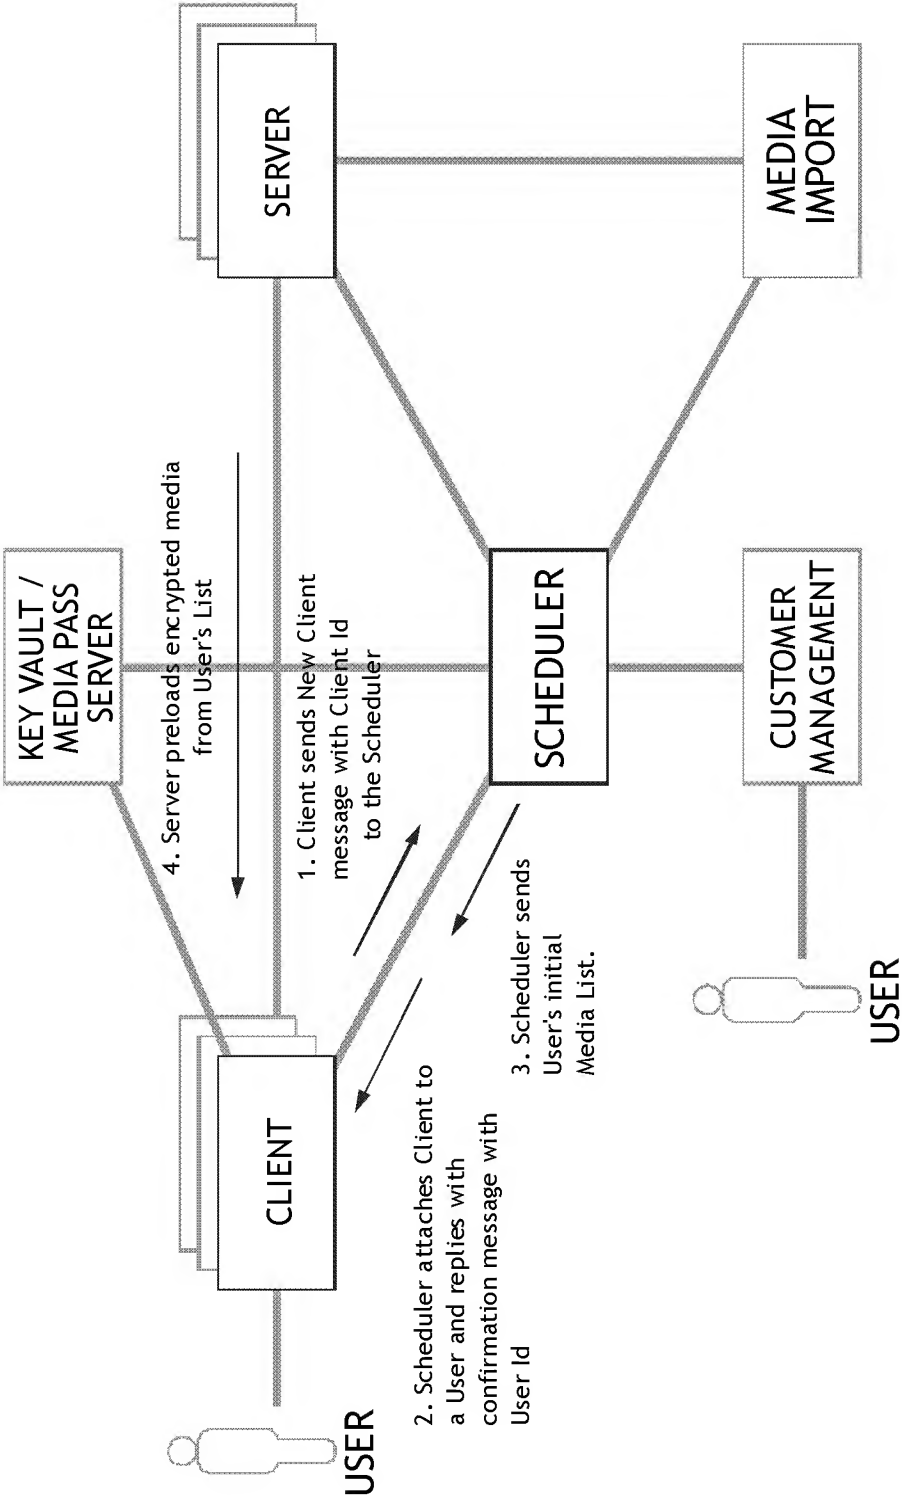 KEY VAULT /
MEDIA PASS
SERVER
4. Server preloads encrypted media
from User's List
CLIENT
SERVER
USER
1. Client sends New Client
message with Client Id
to the Scheduler
2. Scheduler attaches Client to
a User and replies with
confirmation message with
User Id
3. Scheduler sends
User's initial
Media List.
SCHEDULER
USER
CUSTOMER
MANAGEMENT
MEDIA
IMPORT